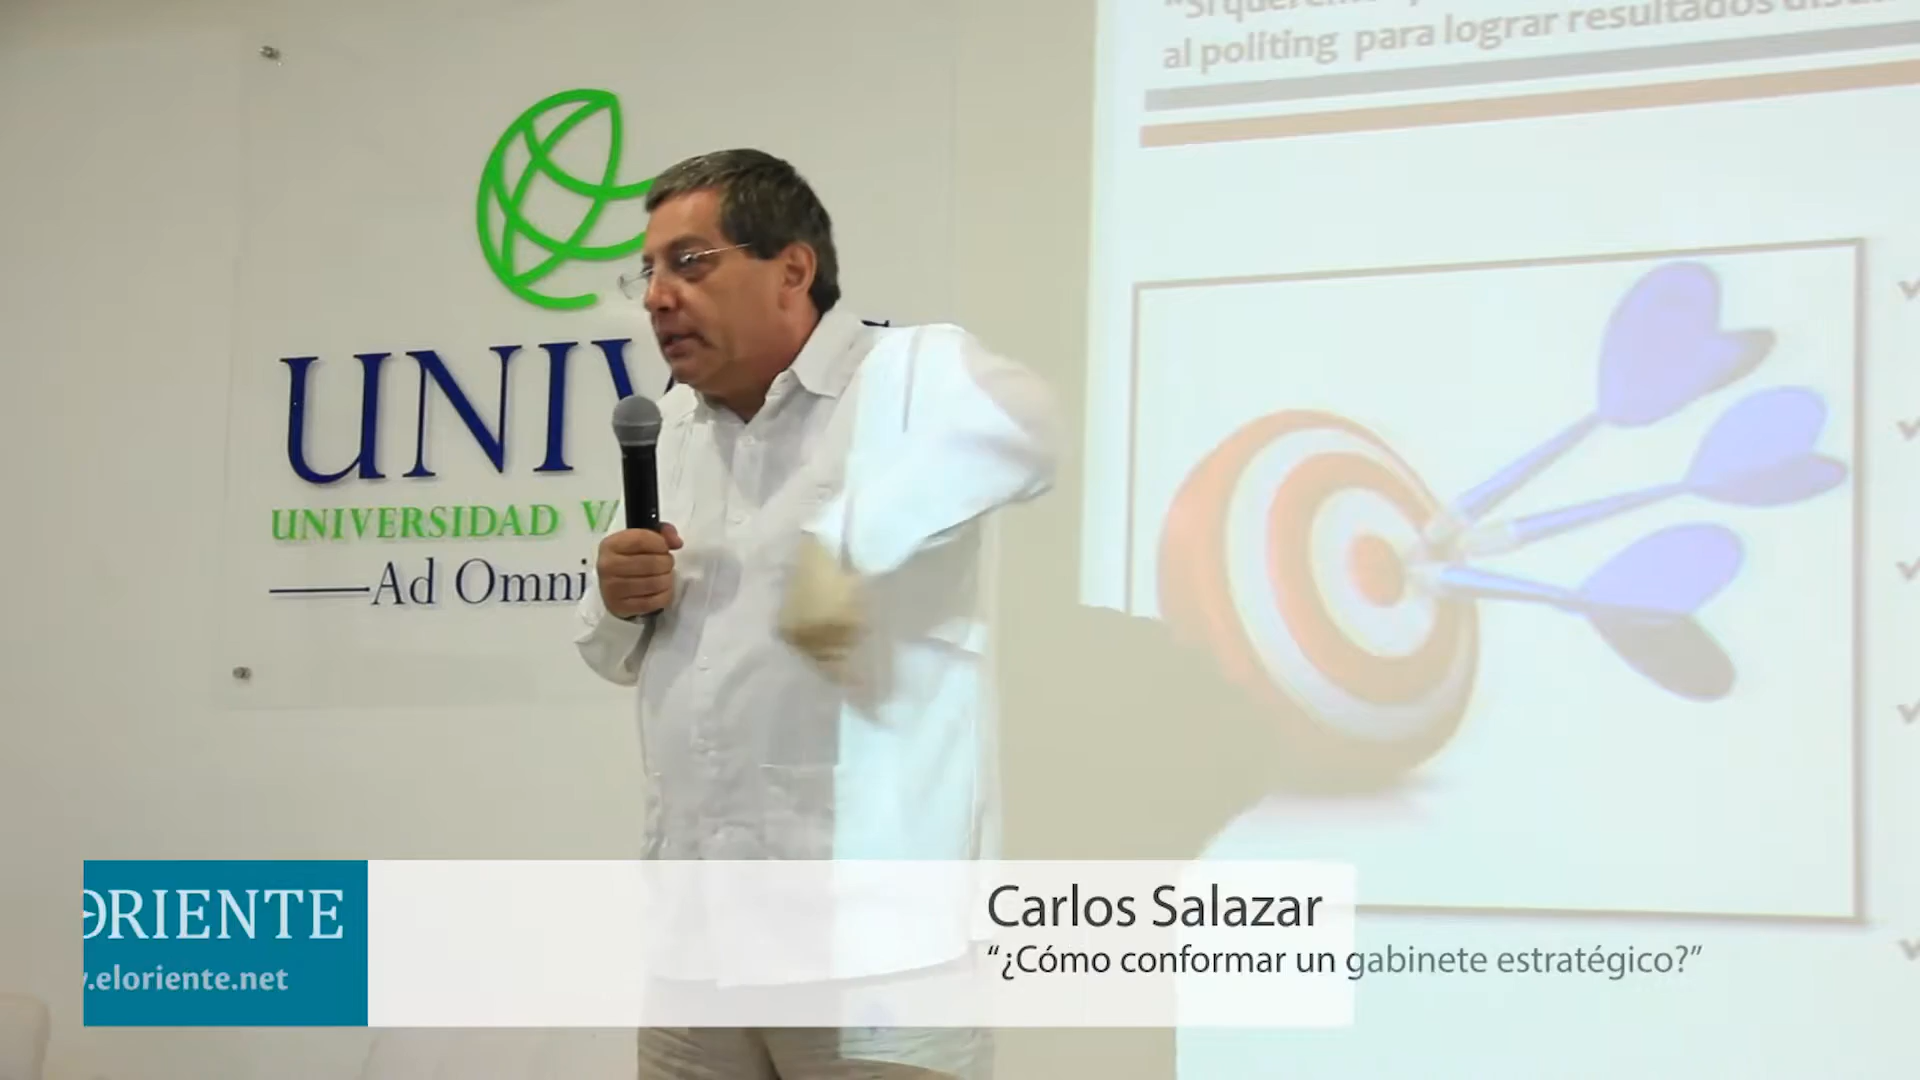 al politing para lograr resultados
UNIV
UNIVERSIDAD
Ad Omni
ORIENTE
.eloriente.net
Carlos Salazar
“¿Cómo conformar un gabinete estratégico?”